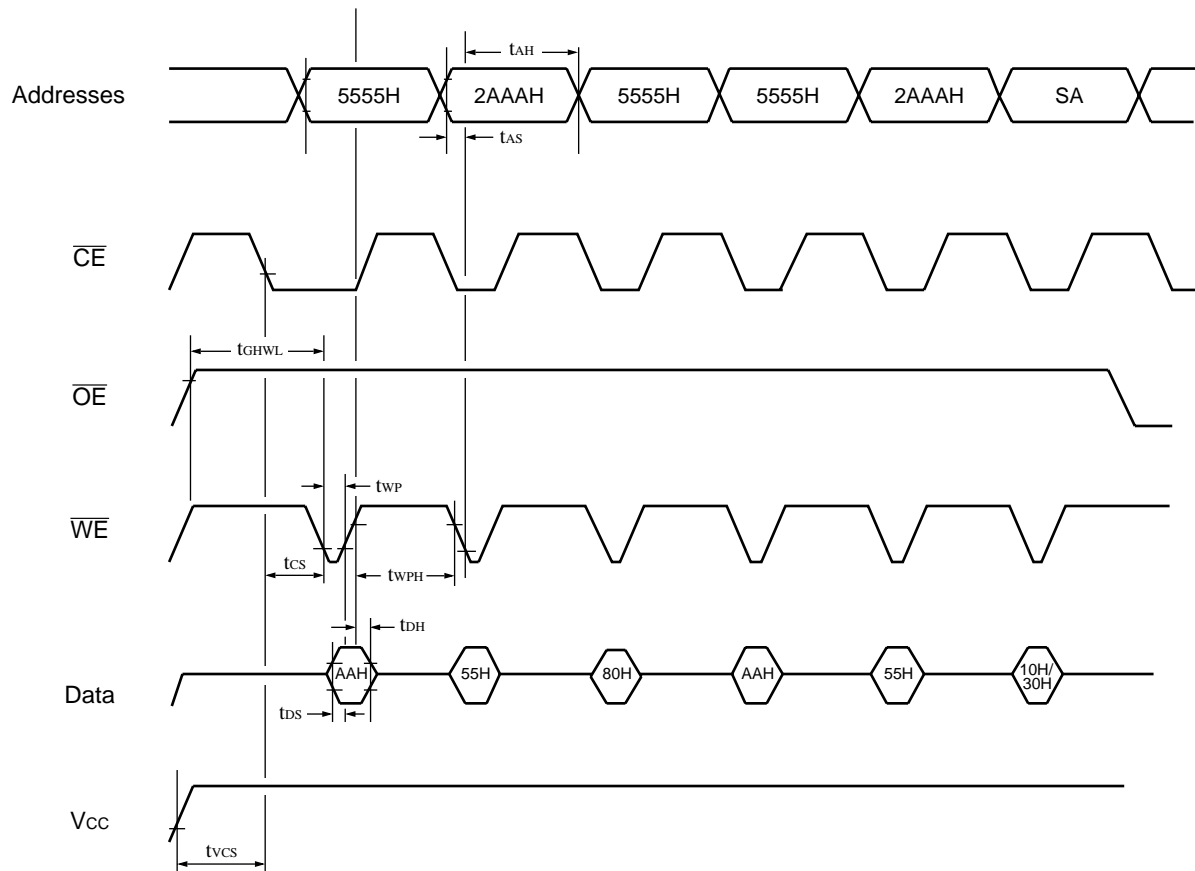 tAH
Addresses 5555H 2AAAH 5555H 5555H 2AAAH SA
tAS
CE
tGHWL
OE
tWP
WE
tCS tWPH
tDH
Data AAH 55H 80H AAH 55H 10H/
30H
tDS
VCC
tVCS